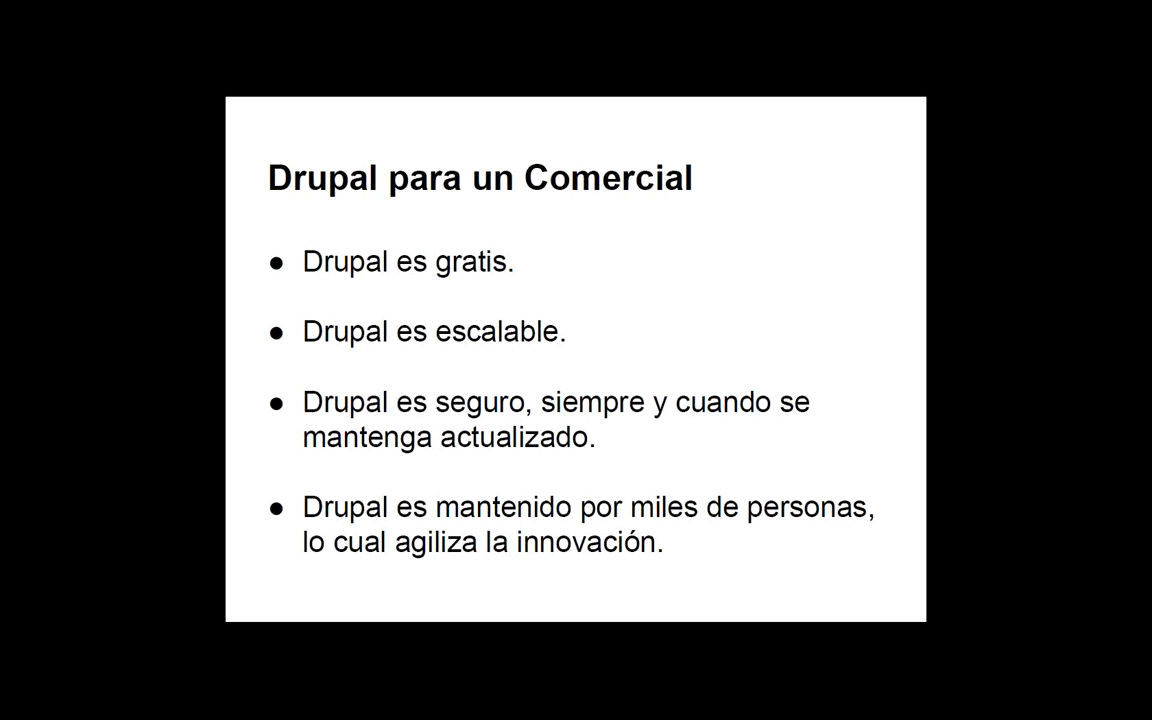 Drupal para un Comercial
● Drupal es gratis.
● Drupal es escalable.
● Drupal es seguro, siempre y cuando se
mantenga actualizado.
● Drupal es mantenido por miles de personas,
lo cual agiliza la innovación.